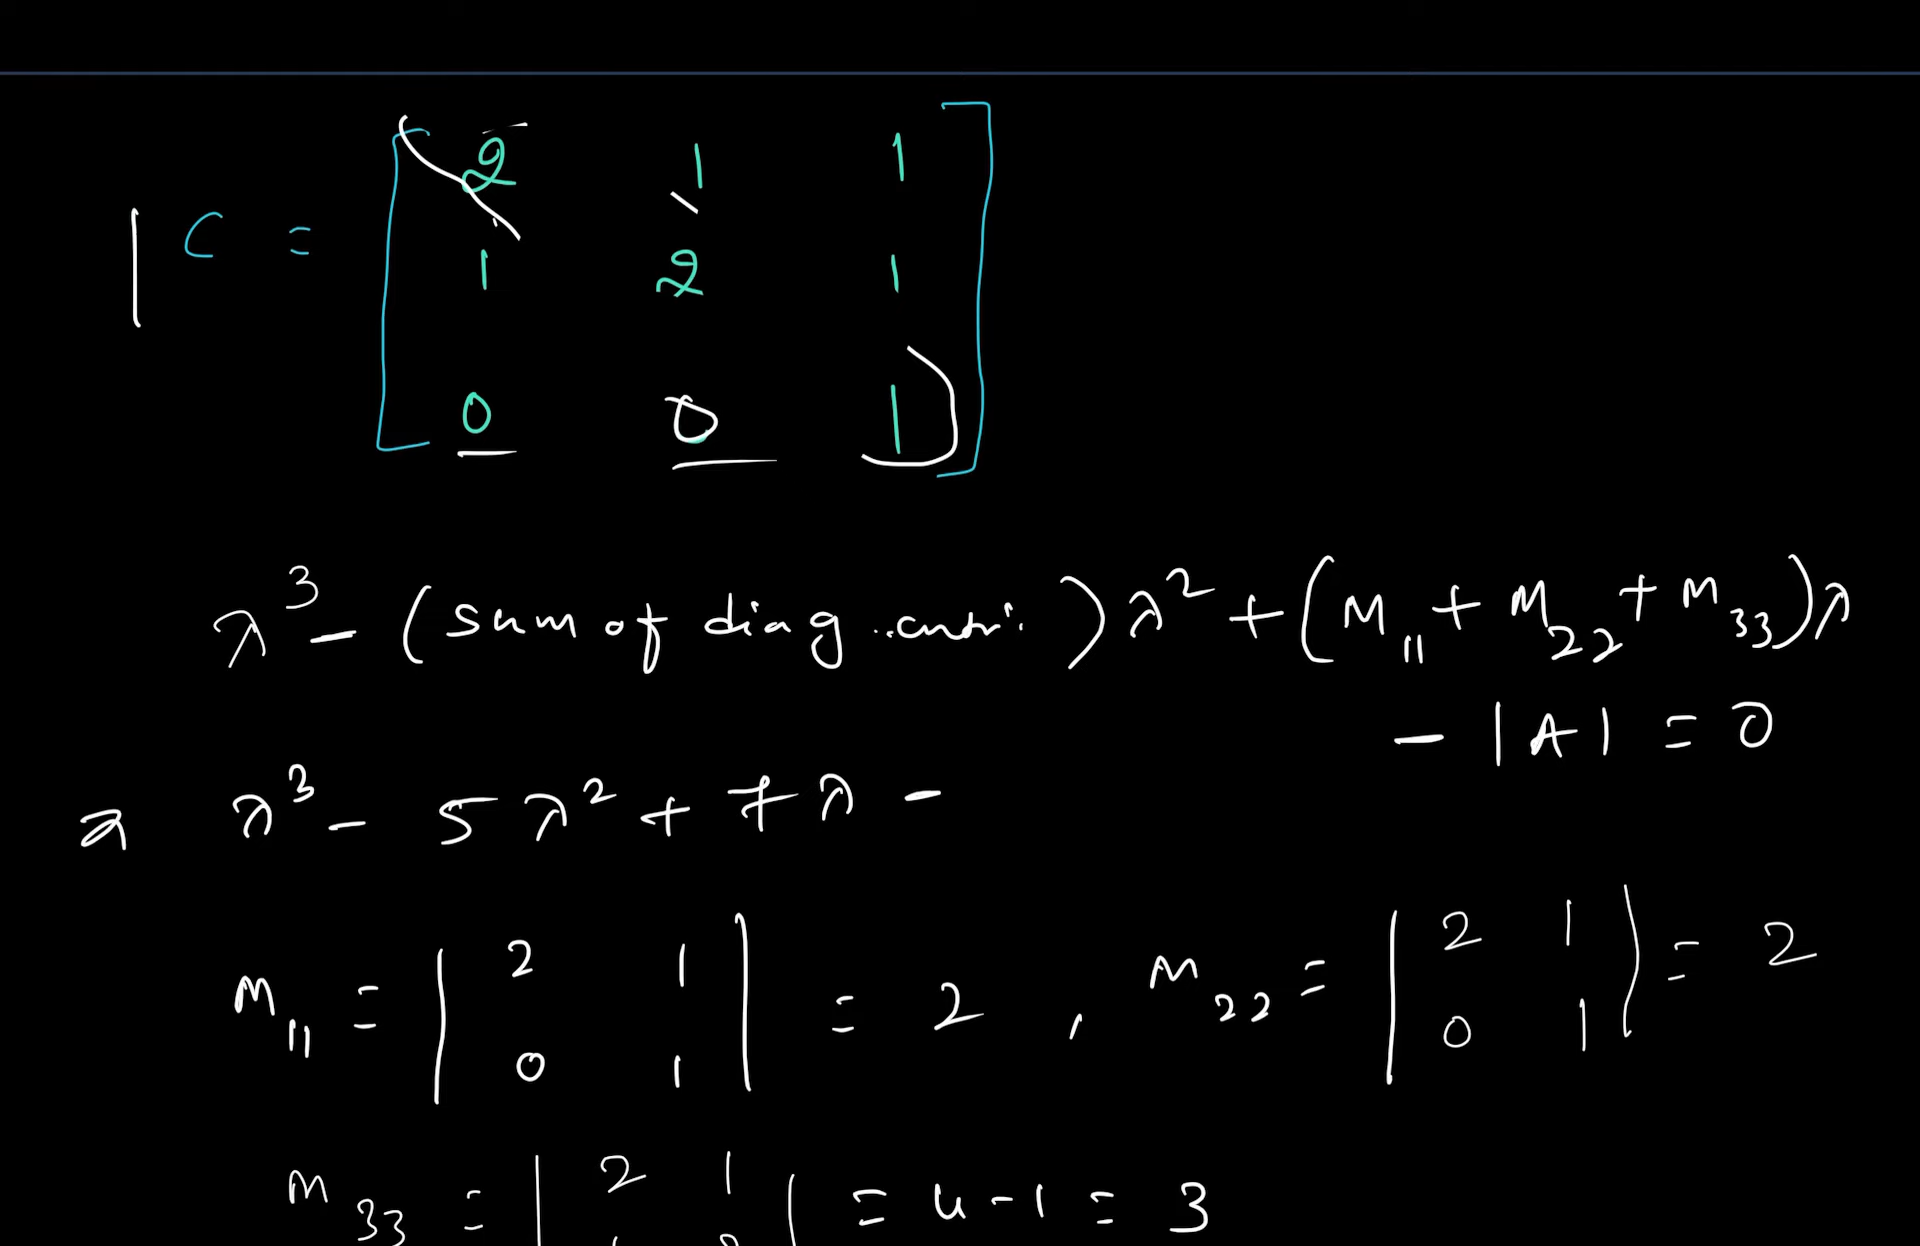 | C = [ 2 1 1
1 2 1
0 0 1 ]
λ³ - (sum of diag. )λ² + (M₁₁ + M₂₂ + M₃₃)λ
- |A| = 0
λ³ - 5λ² + 7λ -
M₁₁ = | 2 1 | = 2 , M₂₂ = | 2 1 | = 2
0 1 0 1
M₃₃ = | 2 1 | = 4 - 1 = 3